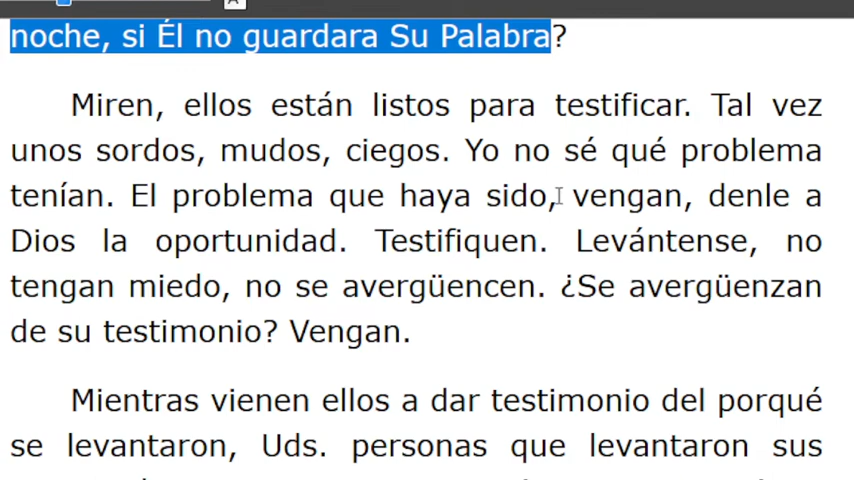 noche, si Él no guardara Su Palabra?
Miren, ellos están listos para testificar. Tal vez
unos sordos, mudos, ciegos. Yo no sé qué problema
tenían. El problema que haya sido, vengan, denle a
Dios la oportunidad. Testifiquen. Levántense, no
tengan miedo, no se avergüencen. ¿Se avergüenzan
de su testimonio? Vengan.
Mientras vienen ellos a dar testimonio del porqué
se levantaron, Uds. personas que levantaron sus